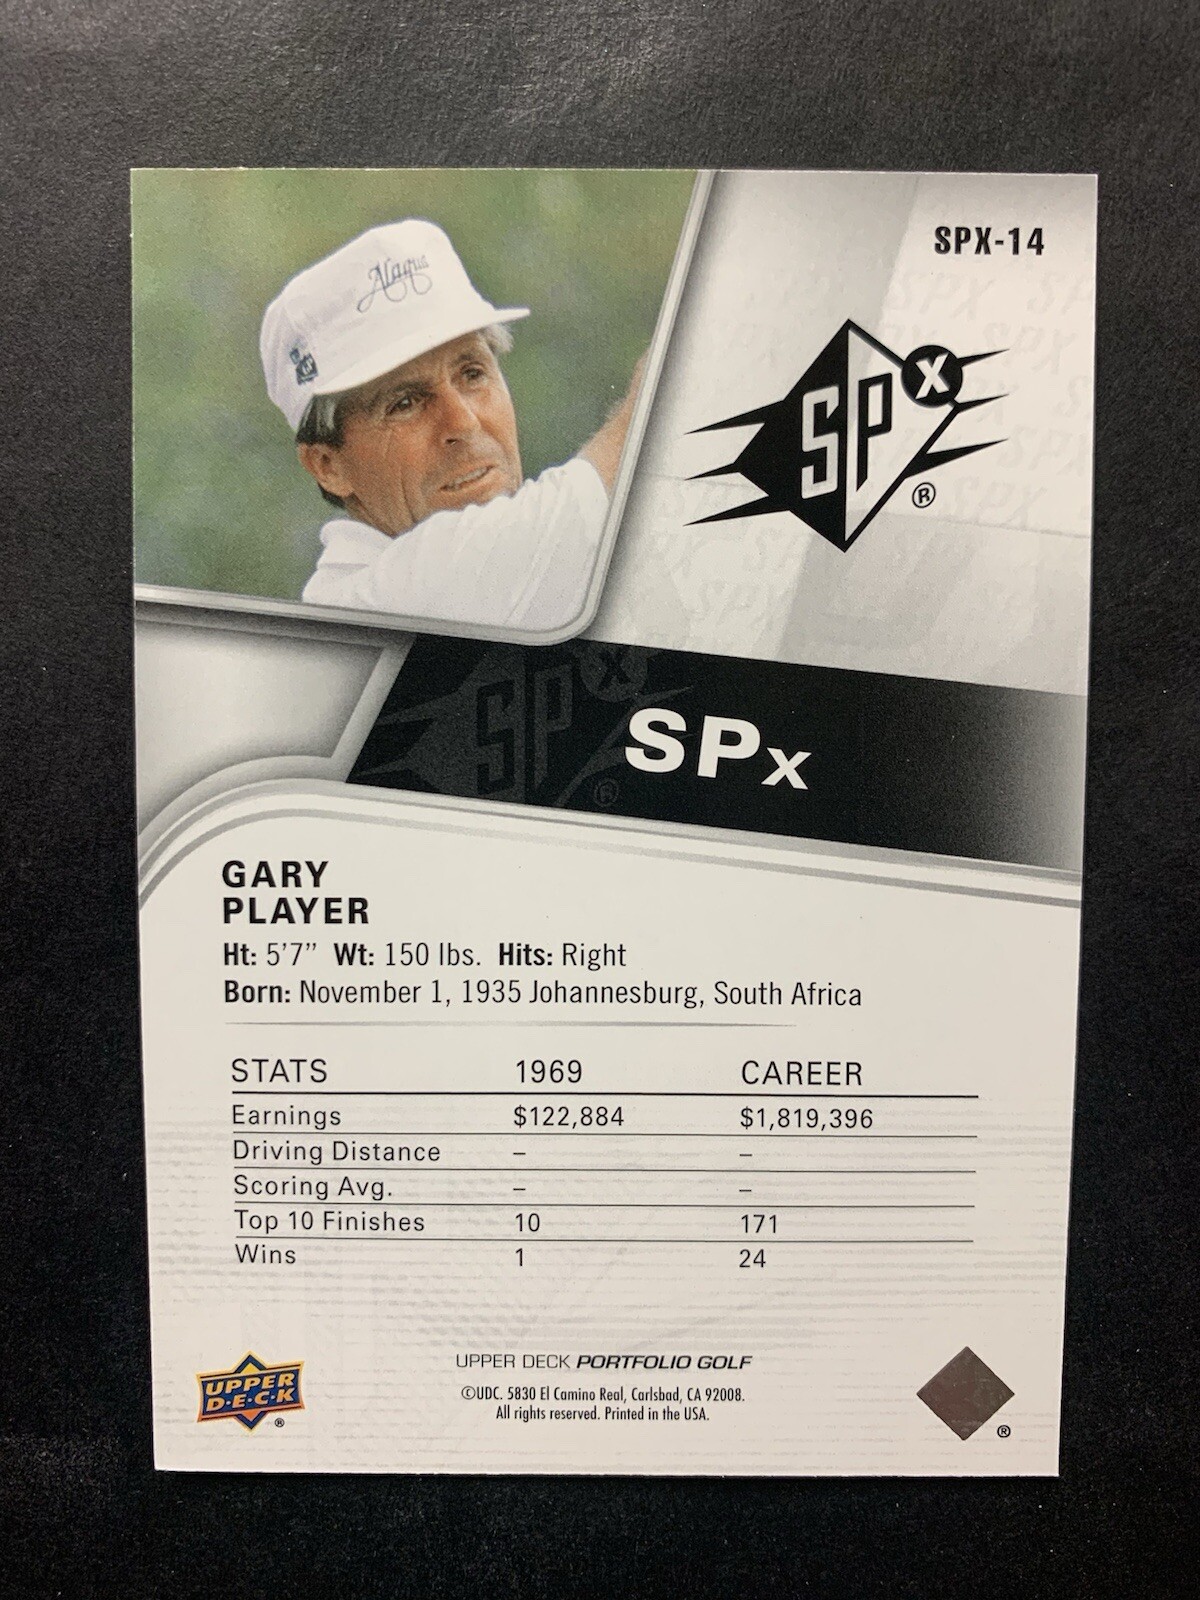 SPX-14
Alaqua
SPx®
SPx
GARY
PLAYER
Ht: 5'7” Wt: 150 lbs. Hits: Right
Born: November 1, 1935 Johannesburg, South Africa
STATS 1969 CAREER
Earnings $122,884 $1,819,396
Driving Distance – –
Scoring Avg. – –
Top 10 Finishes 10 171
Wins 1 24
UPPER DECK PORTFOLIO GOLF
UPPER
D•E•C•K
®
©UDC. 5830 El Camino Real, Carlsbad, CA 92008.
All rights reserved. Printed in the USA.
®